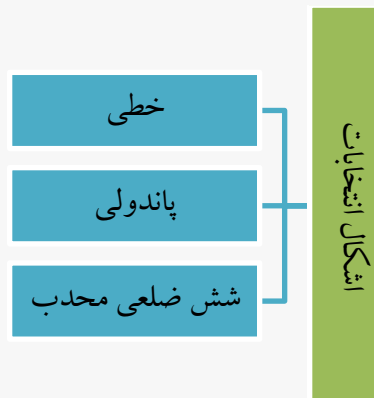 اشکال انتخابات
خطی
پاندولی
شش ضلعی محدب